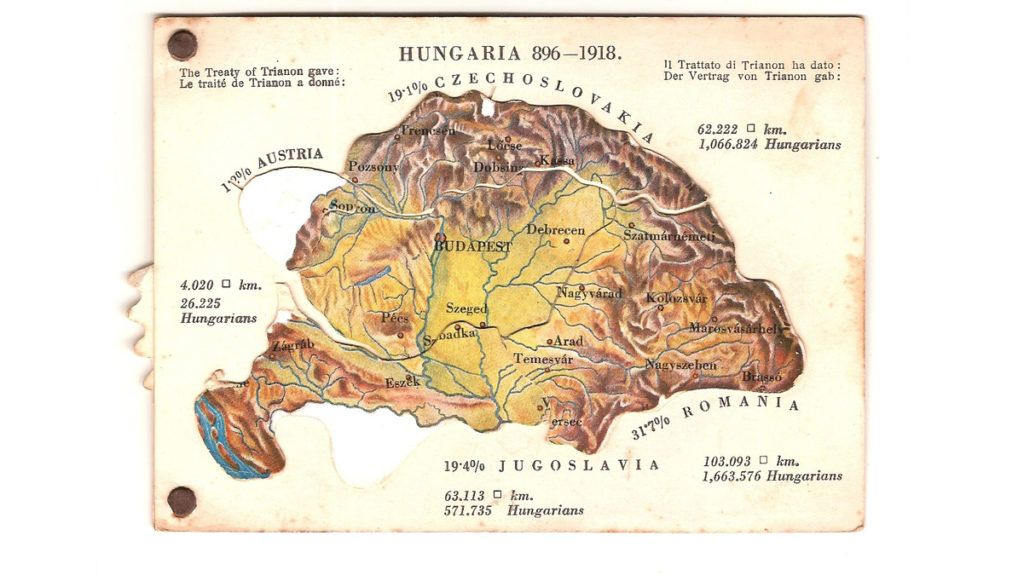 HUNGARIA 896–1918.
The Treaty of Trianon gave:
Le traité de Trianon a donné:
Il Trattato di Trianon ha dato:
Der Vertrag von Trianon gab:
19·1% CZECHOSLOVAKIA
62.222 □ km.
1,066.824 Hungarians
1·2% AUSTRIA
Trencsén
Lőcse
Pozsony
Dobsin
Kassa
Sopron
Debrecen
Szatmárnémeti
BUDAPEST
4.020 □ km.
26.225
Hungarians
Nagyvárad
Kolozsvár
Szeged
Pécs
Marosvásárhely
Szabadka
Zágráb
Arad
Temesvár
Nagyszeben
Eszék
Brassó
Versec
31·7% ROMANIA
19·4% JUGOSLAVIA
103.093 □ km.
1,663.576 Hungarians
63.113 □ km.
571.735 Hungarians